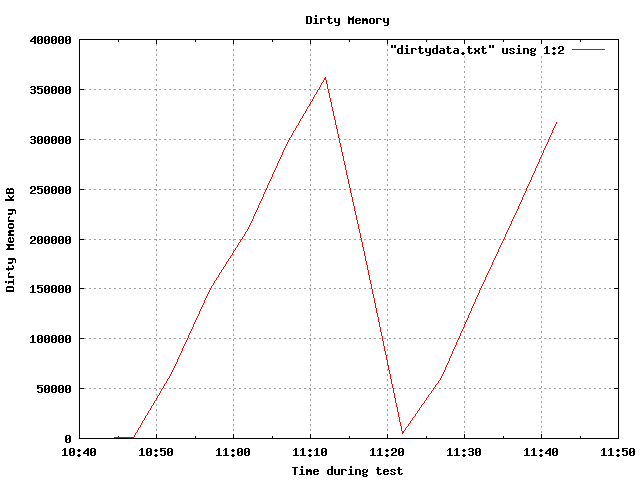 Dirty Memory
"dirtydata.txt" using 1:2
400000
350000
300000
250000
200000
150000
100000
50000
0
Dirty Memory kB
10:40 10:50 11:00 11:10 11:20 11:30 11:40 11:50
Time during test